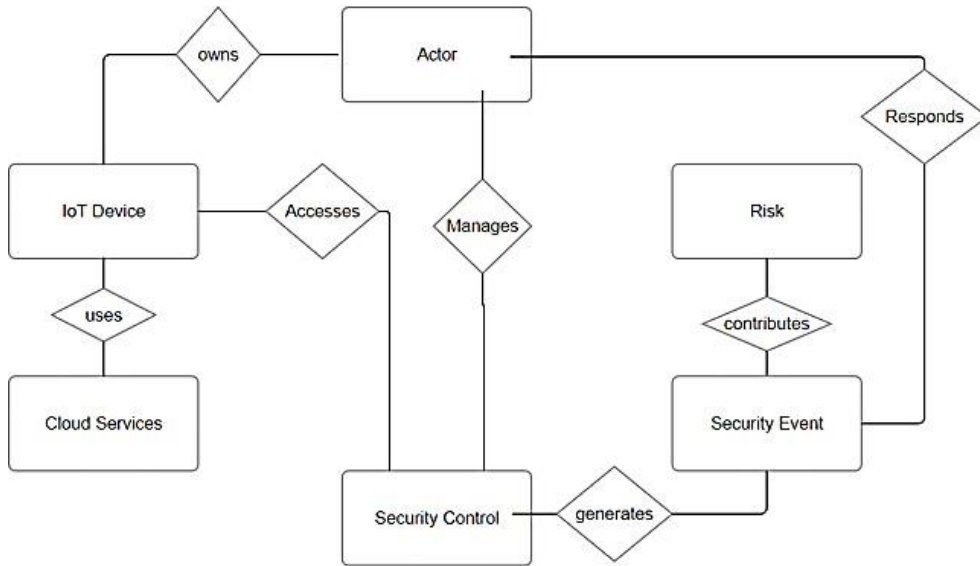 owns
Actor
Responds
IoT Device
Accesses
Manages
Risk
uses
contributes
Cloud Services
Security Event
Security Control
generates